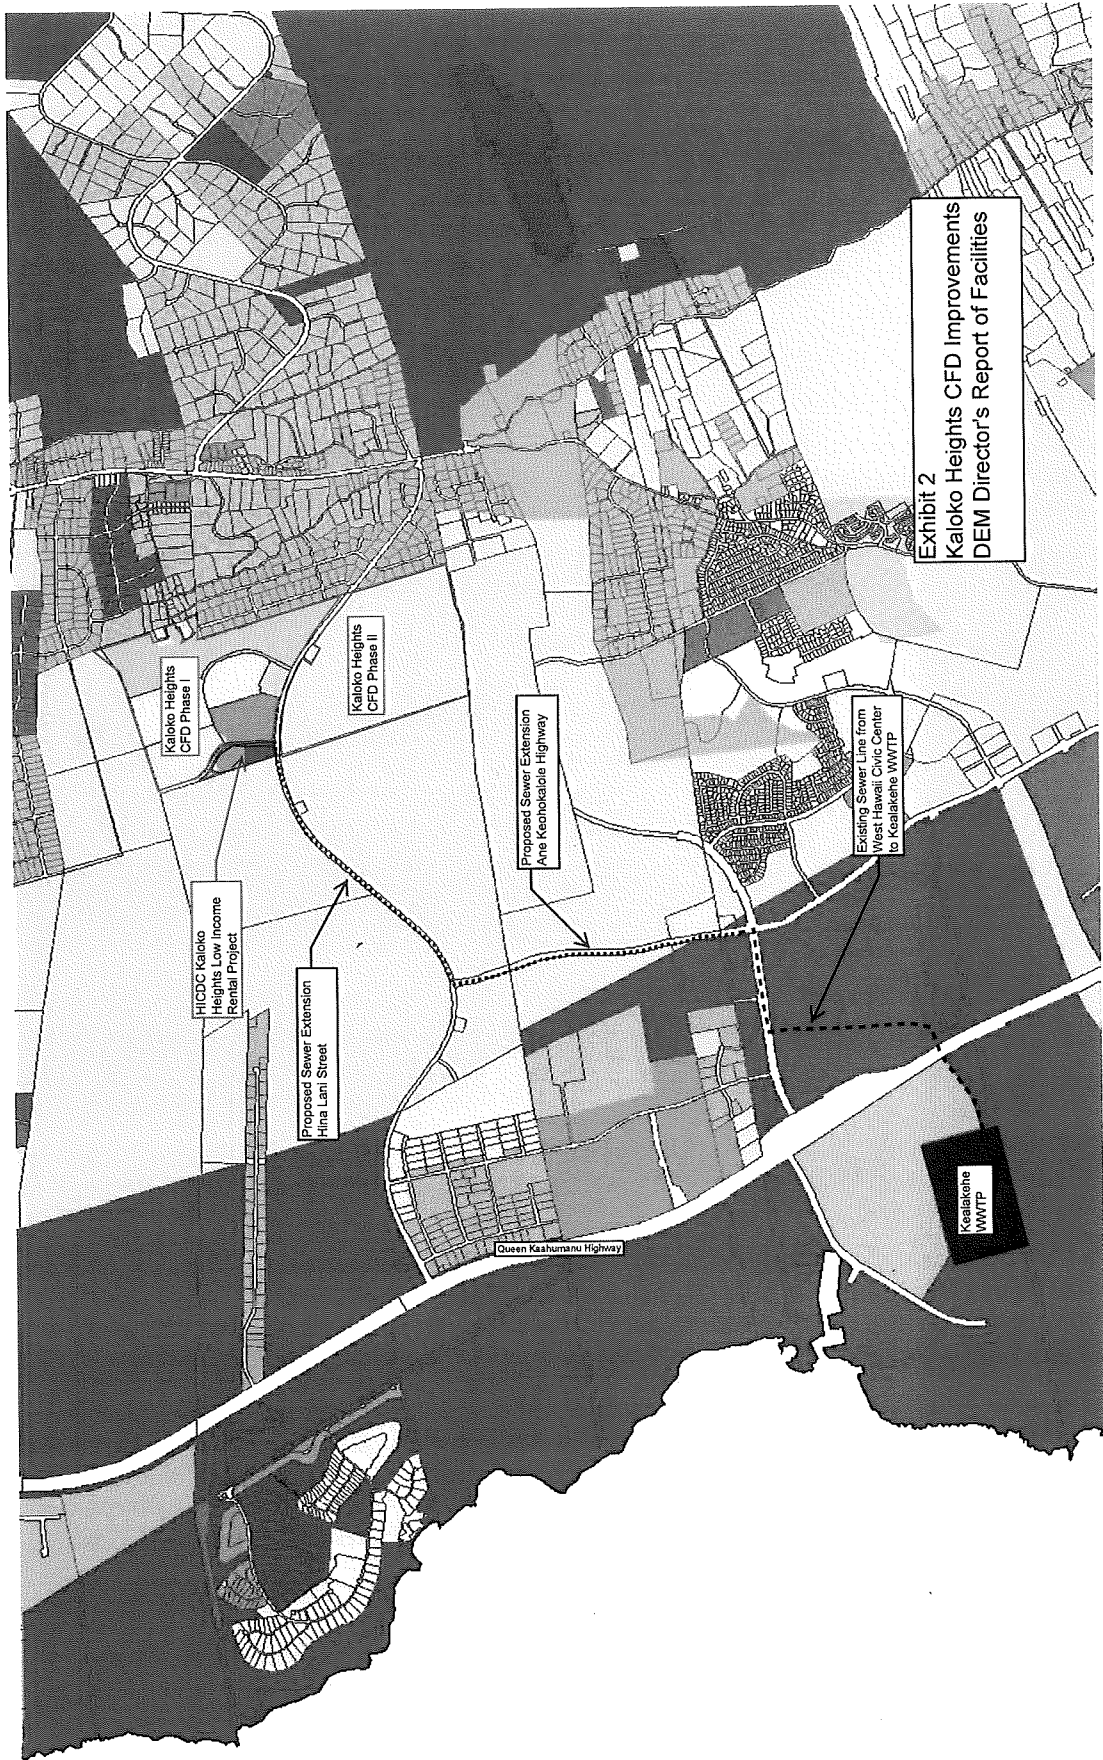 Kaloko Heights
CFD Phase I
Kaloko Heights
CFD Phase II
HICDC Kaloko
Heights Low Income
Rental Project
Proposed Sewer Extension
Hina Lani Street
Proposed Sewer Extension
Ane Keohokalole Highway
Existing Sewer Line from
West Hawaii Civic Center
to Kealakehe WWTP
Queen Kaahumanu Highway
Kealakehe
WWTP
Exhibit 2
Kaloko Heights CFD Improvements
DEM Director's Report of Facilities